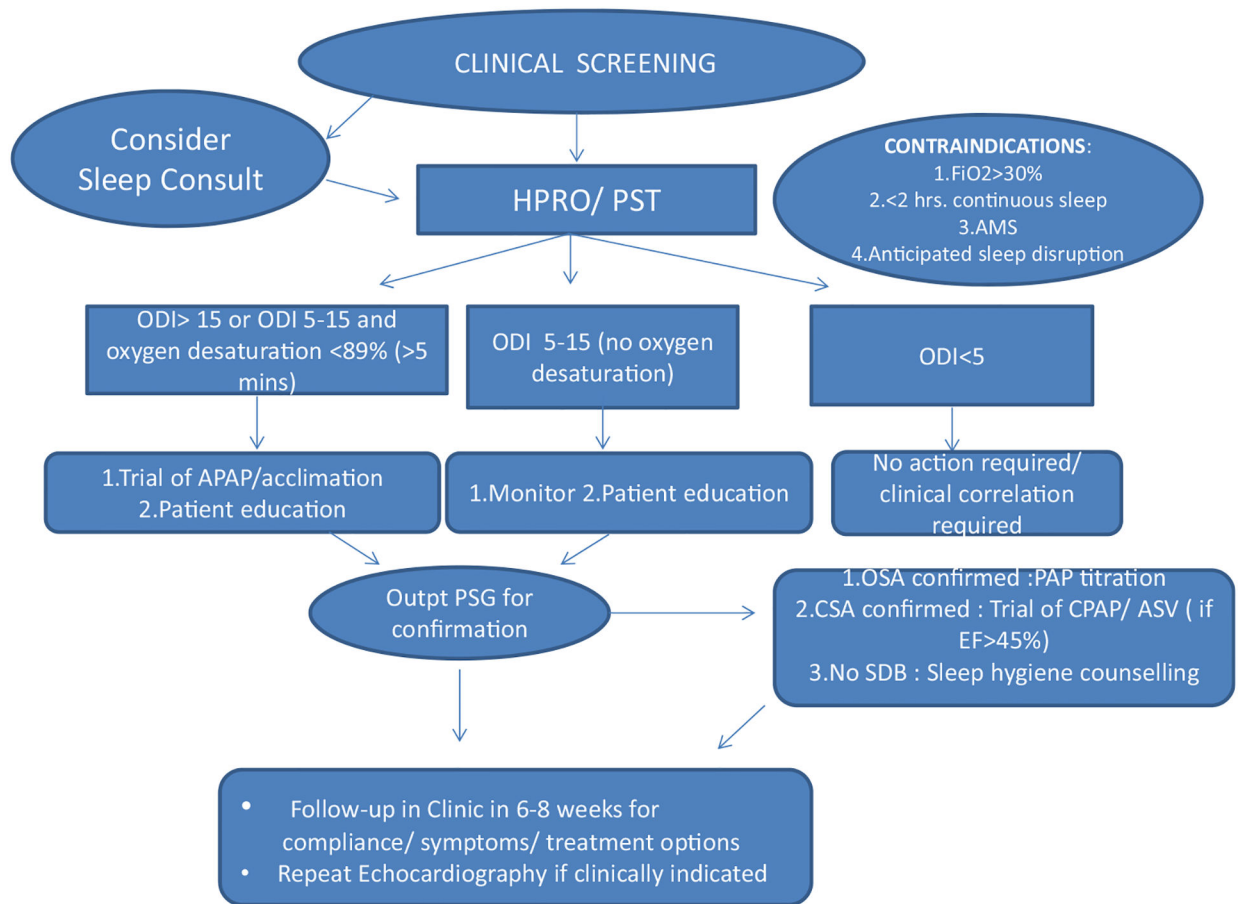 CLINICAL SCREENING
Consider
Sleep Consult
HPRO/ PST
CONTRAINDICATIONS:
1.FiO2>30%
2.<2 hrs. continuous sleep
3.AMS
4.Anticipated sleep disruption
ODI> 15 or ODI 5-15 and
oxygen desaturation <89% (>5
mins)
ODI 5-15 (no oxygen
desaturation)
ODI<5
1.Trial of APAP/acclimation
2.Patient education
1.Monitor 2.Patient education
No action required/
clinical correlation
required
Outpt PSG for
confirmation
1.OSA confirmed :PAP titration
2.CSA confirmed : Trial of CPAP/ ASV ( if
EF>45%)
3.No SDB : Sleep hygiene counselling
• Follow-up in Clinic in 6-8 weeks for
compliance/ symptoms/ treatment options
• Repeat Echocardiography if clinically indicated